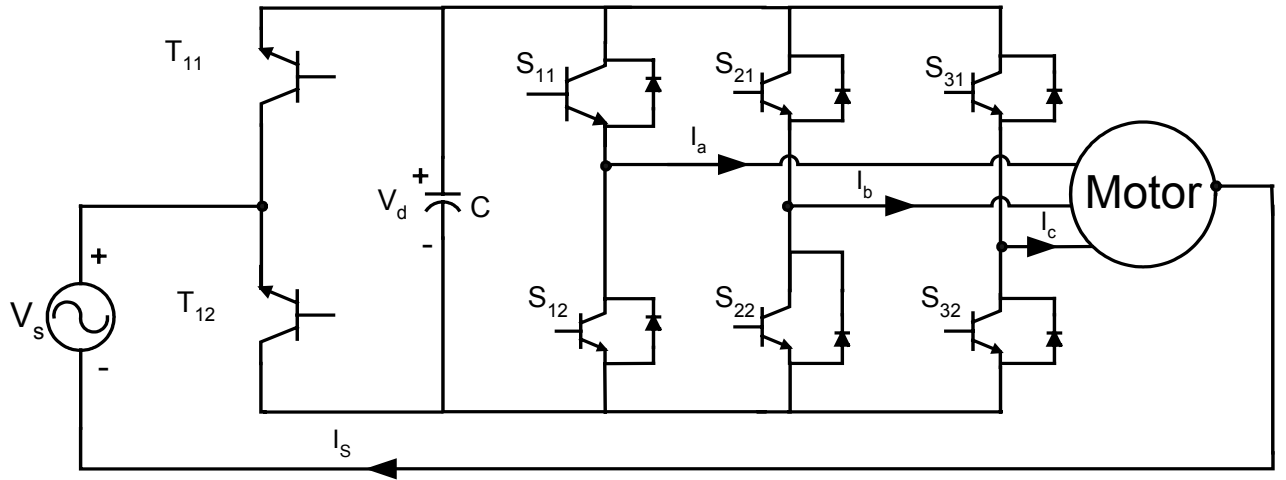 T11
S11
S21
S31
Ia
+
Vd
C
-
Ib
Motor
Ic
+
Vs
-
T12
S12
S22
S32
IS